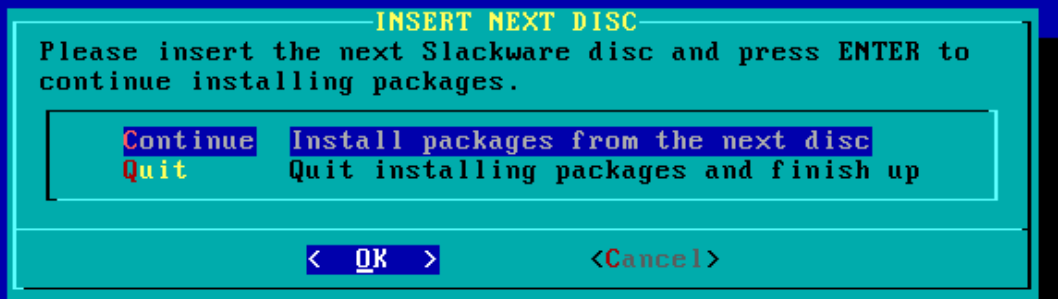 INSERT NEXT DISC
Please insert the next Slackware disc and press ENTER to
continue installing packages.
Continue Install packages from the next disc
Quit Quit installing packages and finish up
< OK > <Cancel>